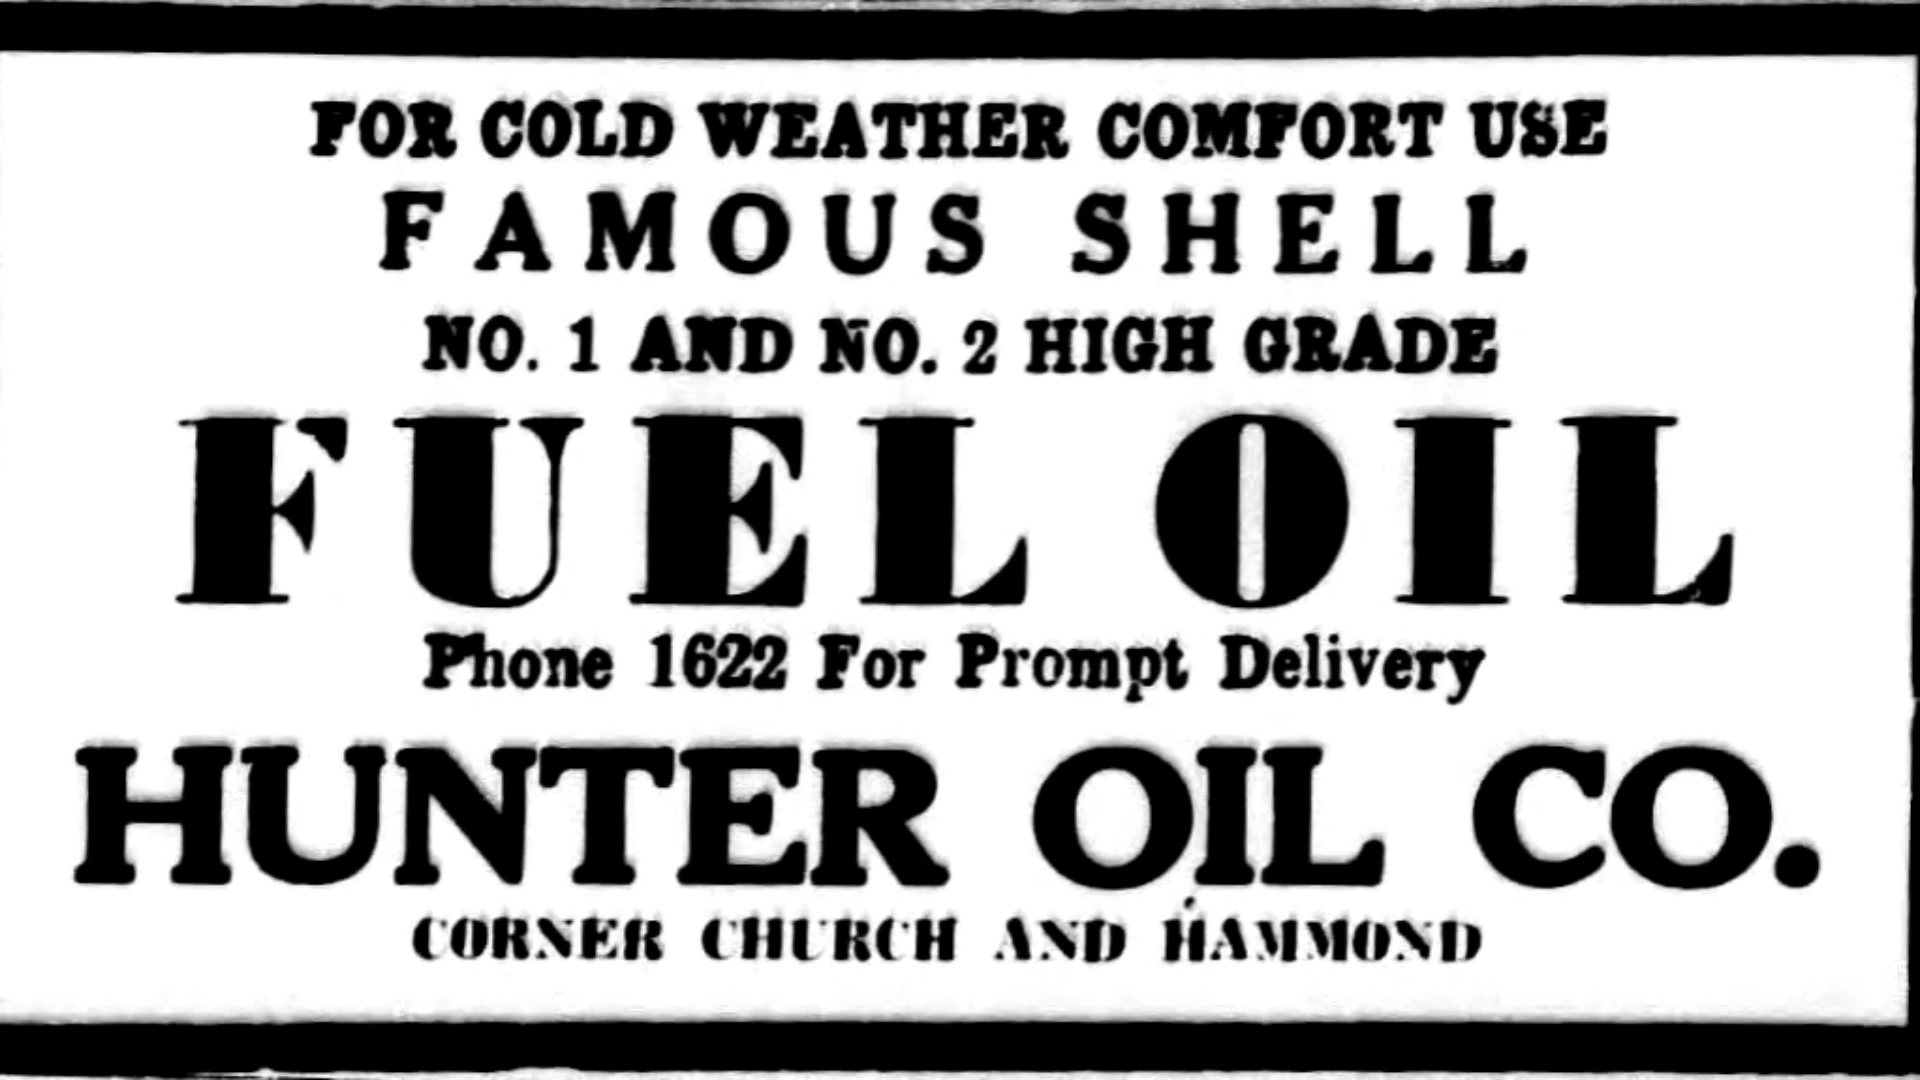 FOR COLD WEATHER COMFORT USE
FAMOUS SHELL
NO. 1 AND NO. 2 HIGH GRADE
FUEL OIL
Phone 1622 For Prompt Delivery
HUNTER OIL CO.
CORNER CHURCH AND HAMMOND